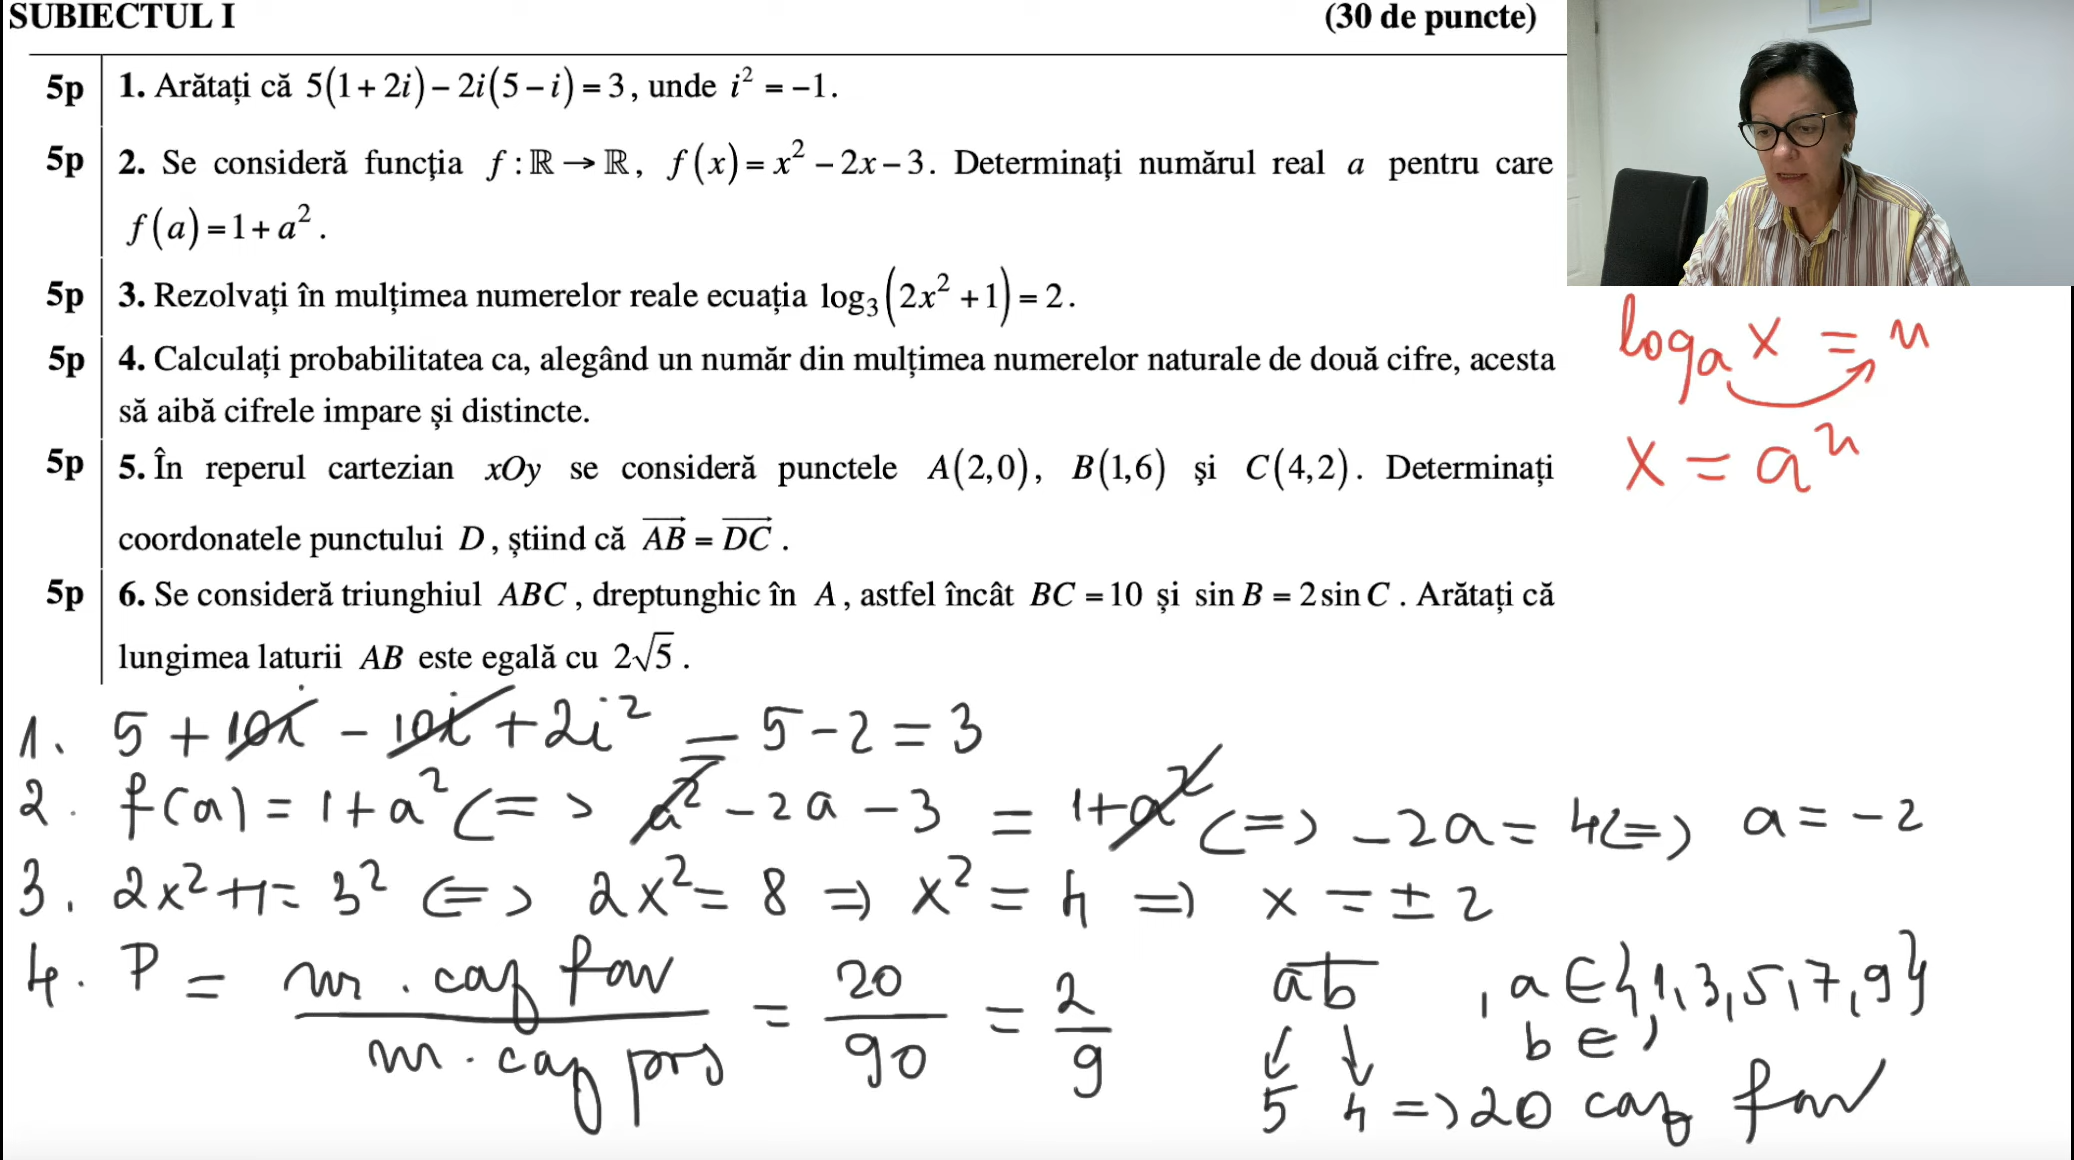 SUBIECTUL I (30 de puncte)
5p 1. Arătați că 5(1+2i)−2i(5−i)=3, unde i² = −1.
5p 2. Se consideră funcția f:ℝ→ℝ, f(x)=x²−2x−3. Determinați numărul real a pentru care
f(a)=1+a².
5p 3. Rezolvați în mulțimea numerelor reale ecuația log₃(2x²+1)=2.
5p 4. Calculați probabilitatea ca, alegând un număr din mulțimea numerelor naturale de două cifre, acesta
să aibă cifrele impare și distincte.
5p 5. În reperul cartezian xOy se consideră punctele A(2,0), B(1,6) și C(4,2). Determinați
coordonatele punctului D, știind că \overrightarrow{AB} = \overrightarrow{DC}.
5p 6. Se consideră triunghiul ABC, dreptunghic în A, astfel încât BC = 10 și sin B = 2 sin C. Arătați că
lungimea laturii AB este egală cu 2√5.
logₐ x = n
x = aⁿ
1. 5 + 10i − 10i + 2i² = 5 − 2 = 3
2. f(a) = 1 + a² <=> a² − 2a − 3 = 1 + a² <=> −2a = 4 <=> a = −2
3. 2x² + 1 = 3² <=> 2x² = 8 => x² = 4 => x = ± 2
4. P = nr. caz fav / nr. caz pos = 20/90 = 2/9
\overline{ab}, a ∈ {1,3,5,7,9}
b ∈
5 4 => 20 caz fav